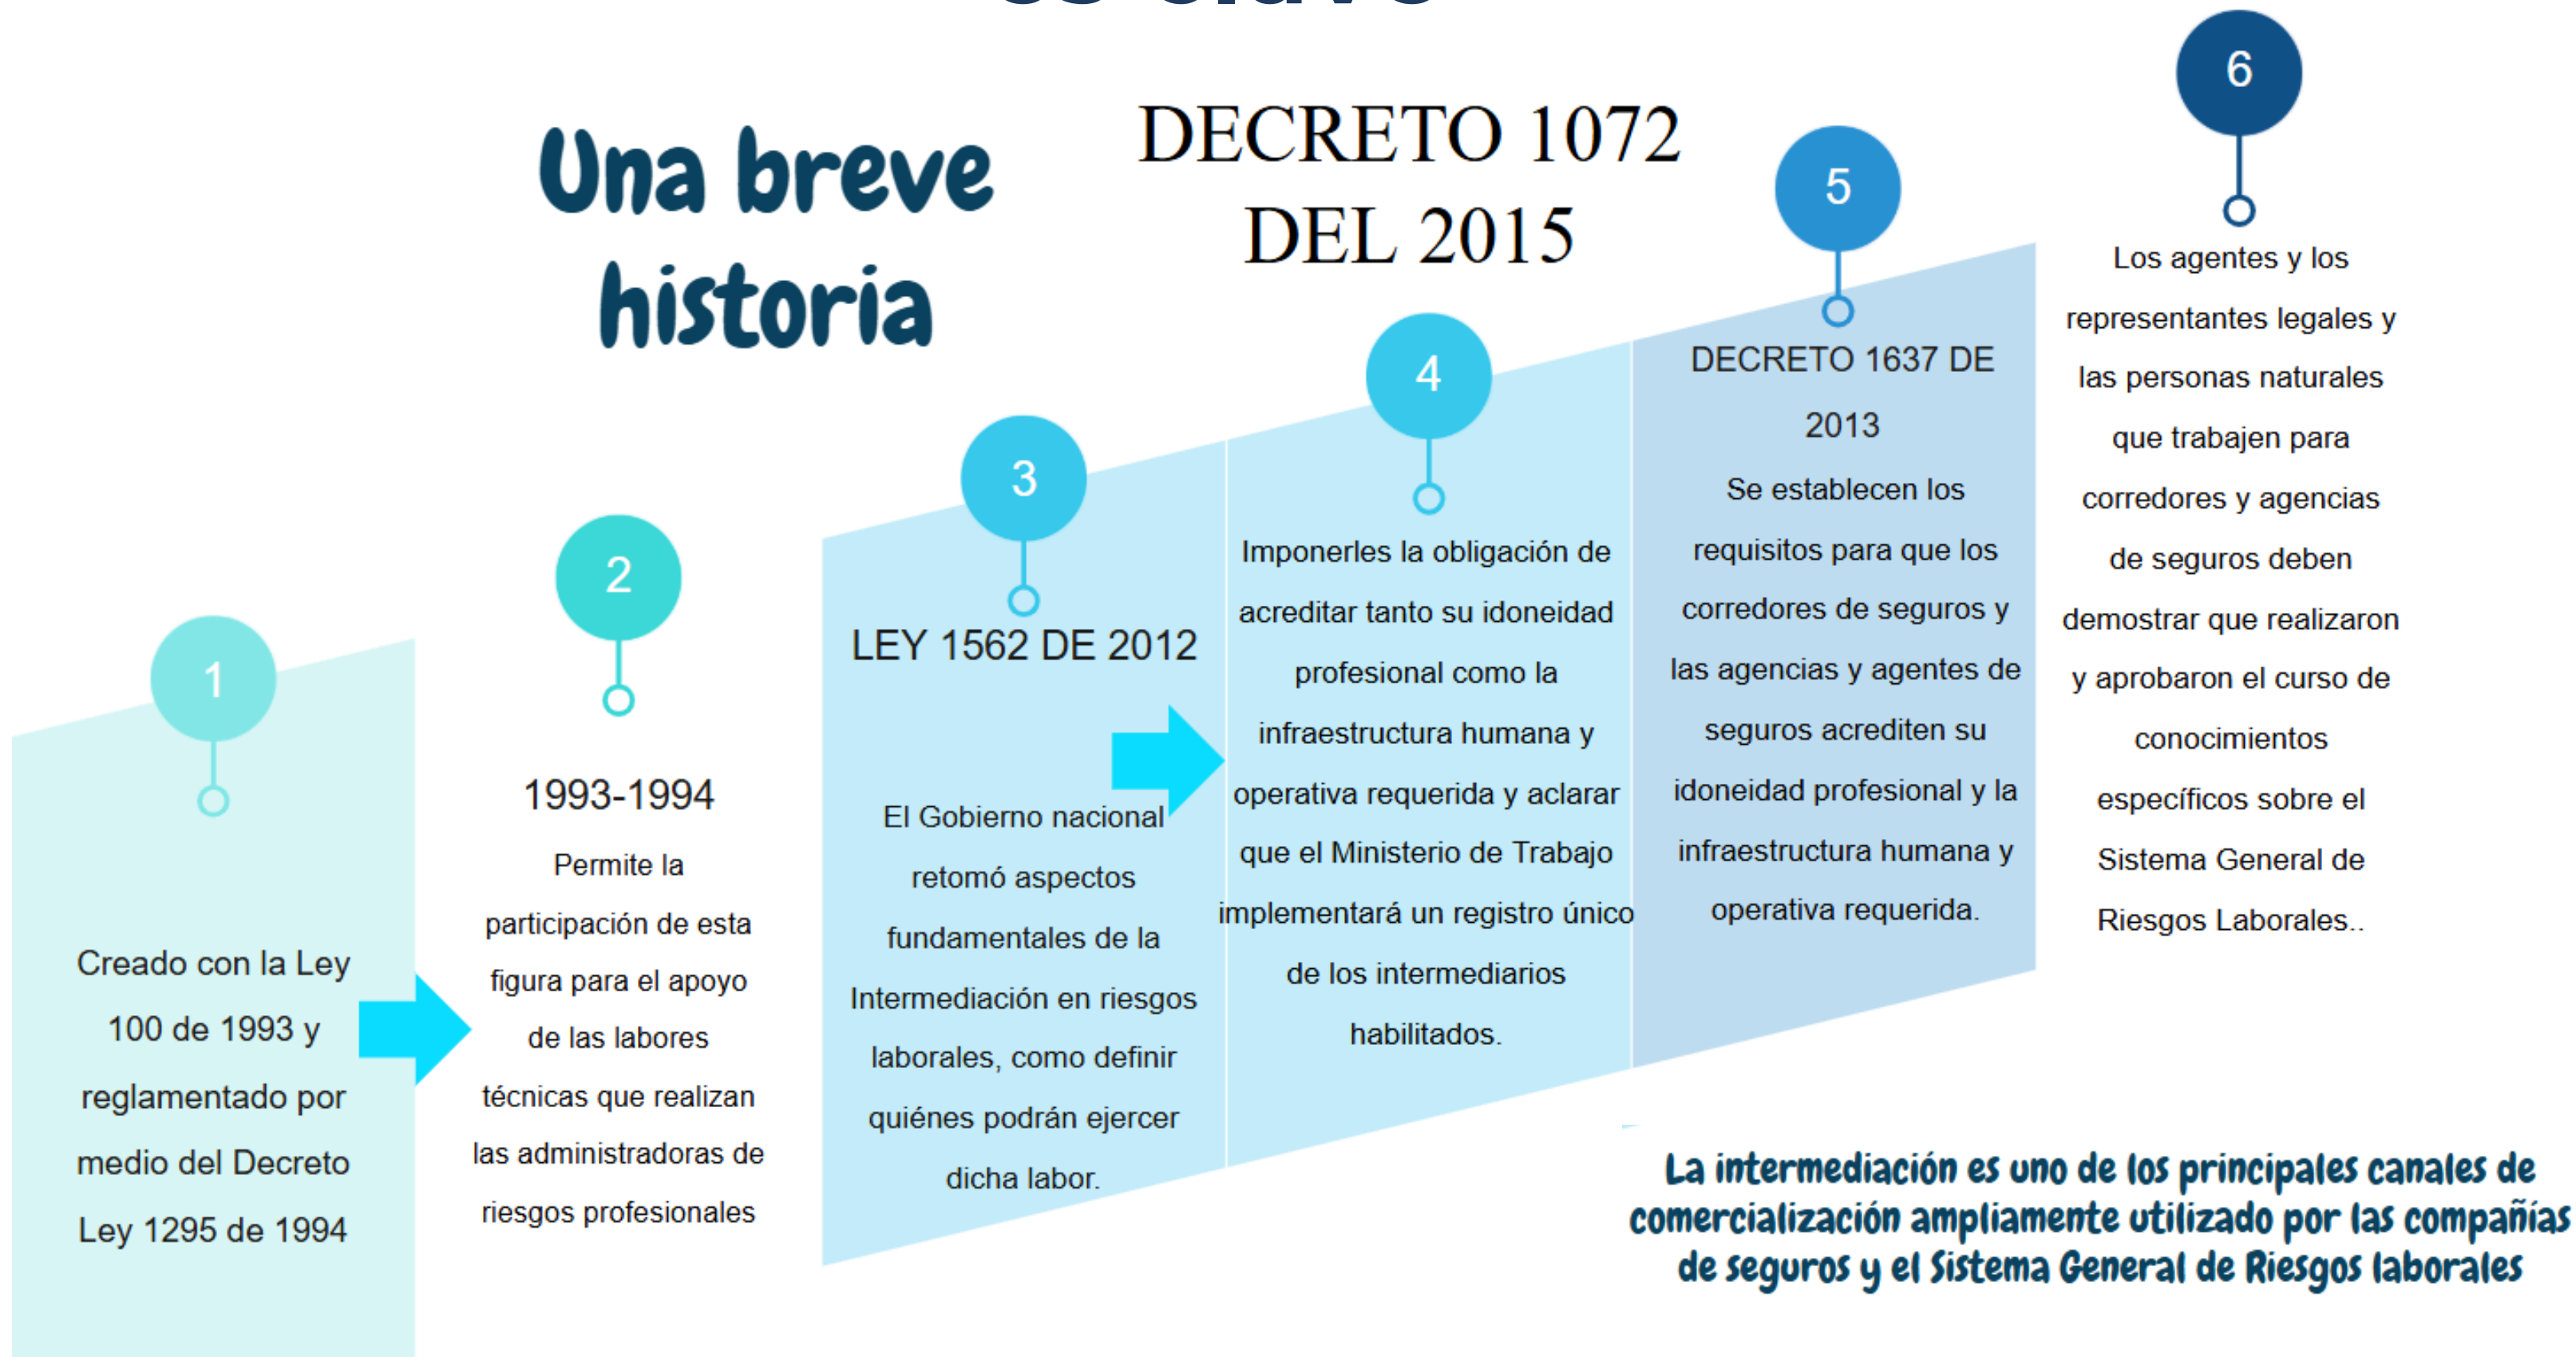 Una breve
historia
DECRETO 1072
DEL 2015
1
Creado con la Ley
100 de 1993 y
reglamentado por
medio del Decreto
Ley 1295 de 1994
2
1993-1994
Permite la
participación de esta
figura para el apoyo
de las labores
técnicas que realizan
las administradoras de
riesgos profesionales
3
LEY 1562 DE 2012
El Gobierno nacional
retomó aspectos
fundamentales de la
Intermediación en riesgos
laborales, como definir
quiénes podrán ejercer
dicha labor.
4
Imponerles la obligación de
acreditar tanto su idoneidad
profesional como la
infraestructura humana y
operativa requerida y aclarar
que el Ministerio de Trabajo
implementará un registro único
de los intermediarios
habilitados.
5
DECRETO 1637 DE
2013
Se establecen los
requisitos para que los
corredores de seguros y
las agencias y agentes de
seguros acrediten su
idoneidad profesional y la
infraestructura humana y
operativa requerida.
6
Los agentes y los
representantes legales y
las personas naturales
que trabajen para
corredores y agencias
de seguros deben
demostrar que realizaron
y aprobaron el curso de
conocimientos
específicos sobre el
Sistema General de
Riesgos Laborales..
La intermediación es uno de los principales canales de
comercialización ampliamente utilizado por las compañías
de seguros y el Sistema General de Riesgos laborales